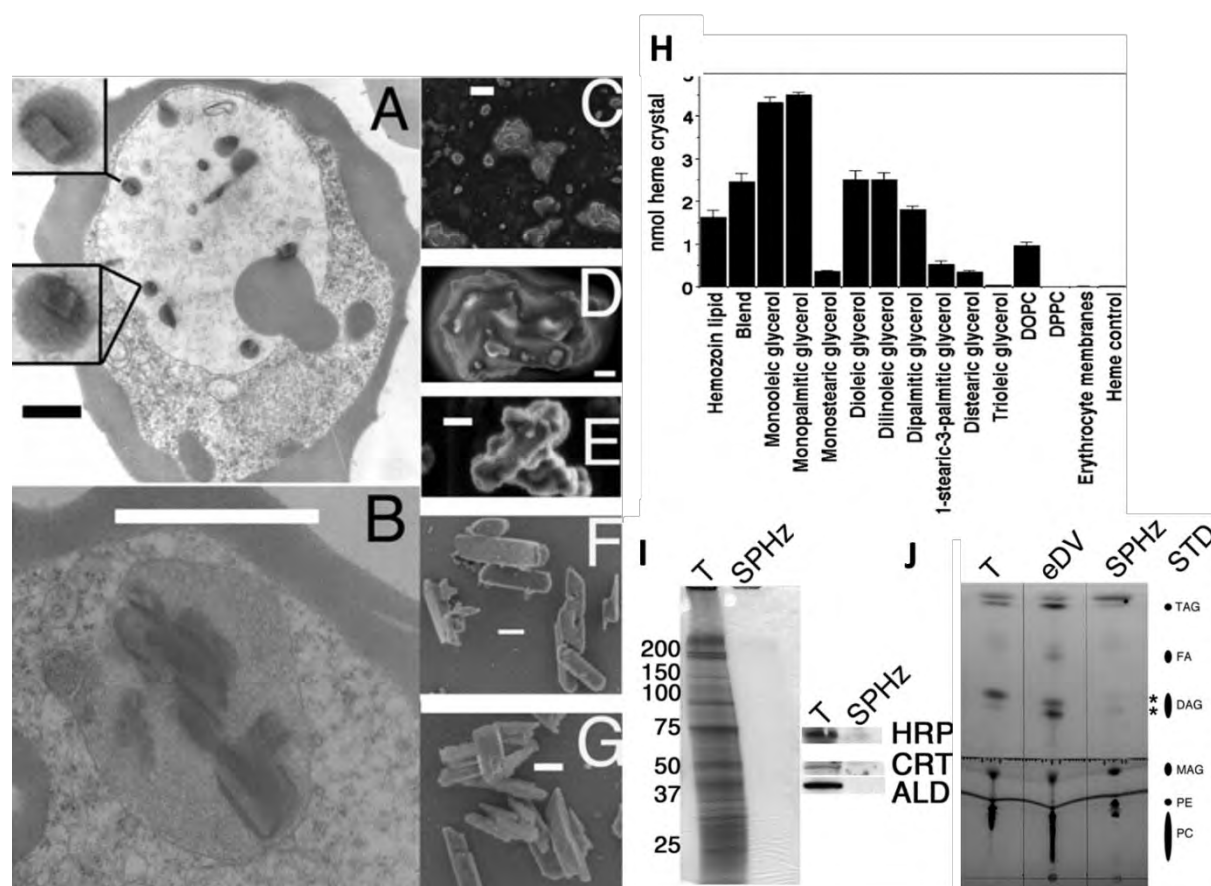 A
B
C
D
E
F
G
H
nmol heme crystal
4
3
2
1
0
Hemozoin lipid
Blend
Monooleic glycerol
Monopalmitic glycerol
Monostearic glycerol
Dioleic glycerol
Dilinoleic glycerol
Dipalmitic glycerol
1-stearic-3-palmitic glycerol
Distearic glycerol
Trioleic glycerol
DOPC
DPPC
Erythrocyte membranes
Heme control
I
T SPHz
200
150
100
75
50
37
25
T SPHz
HRP
CRT
ALD
J
T eDV SPHz STD
TAG
FA
* DAG
*
MAG
PE
PC